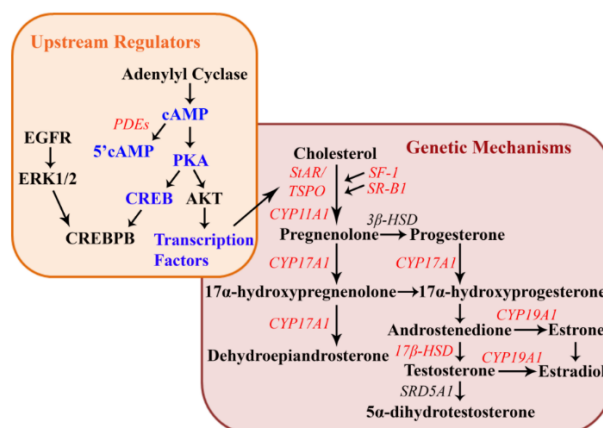 Upstream Regulators
Adenylyl Cyclase
PDEs
cAMP
EGFR
5'cAMP
PKA
ERK1/2
CREB
AKT
CREBPB
Transcription
Factors
Genetic Mechanisms
Cholesterol
StAR/
TSPO
SF-1
SR-B1
CYP11A1
3β-HSD
Pregnenolone
Progesterone
CYP17A1
CYP17A1
17α-hydroxypregnenolone
17α-hydroxyprogesterone
CYP17A1
CYP19A1
Androstenedione
Estrone
Dehydroepiandrosterone
17β-HSD
CYP19A1
Testosterone
Estradiol
SRD5A1
5α-dihydrotestosterone